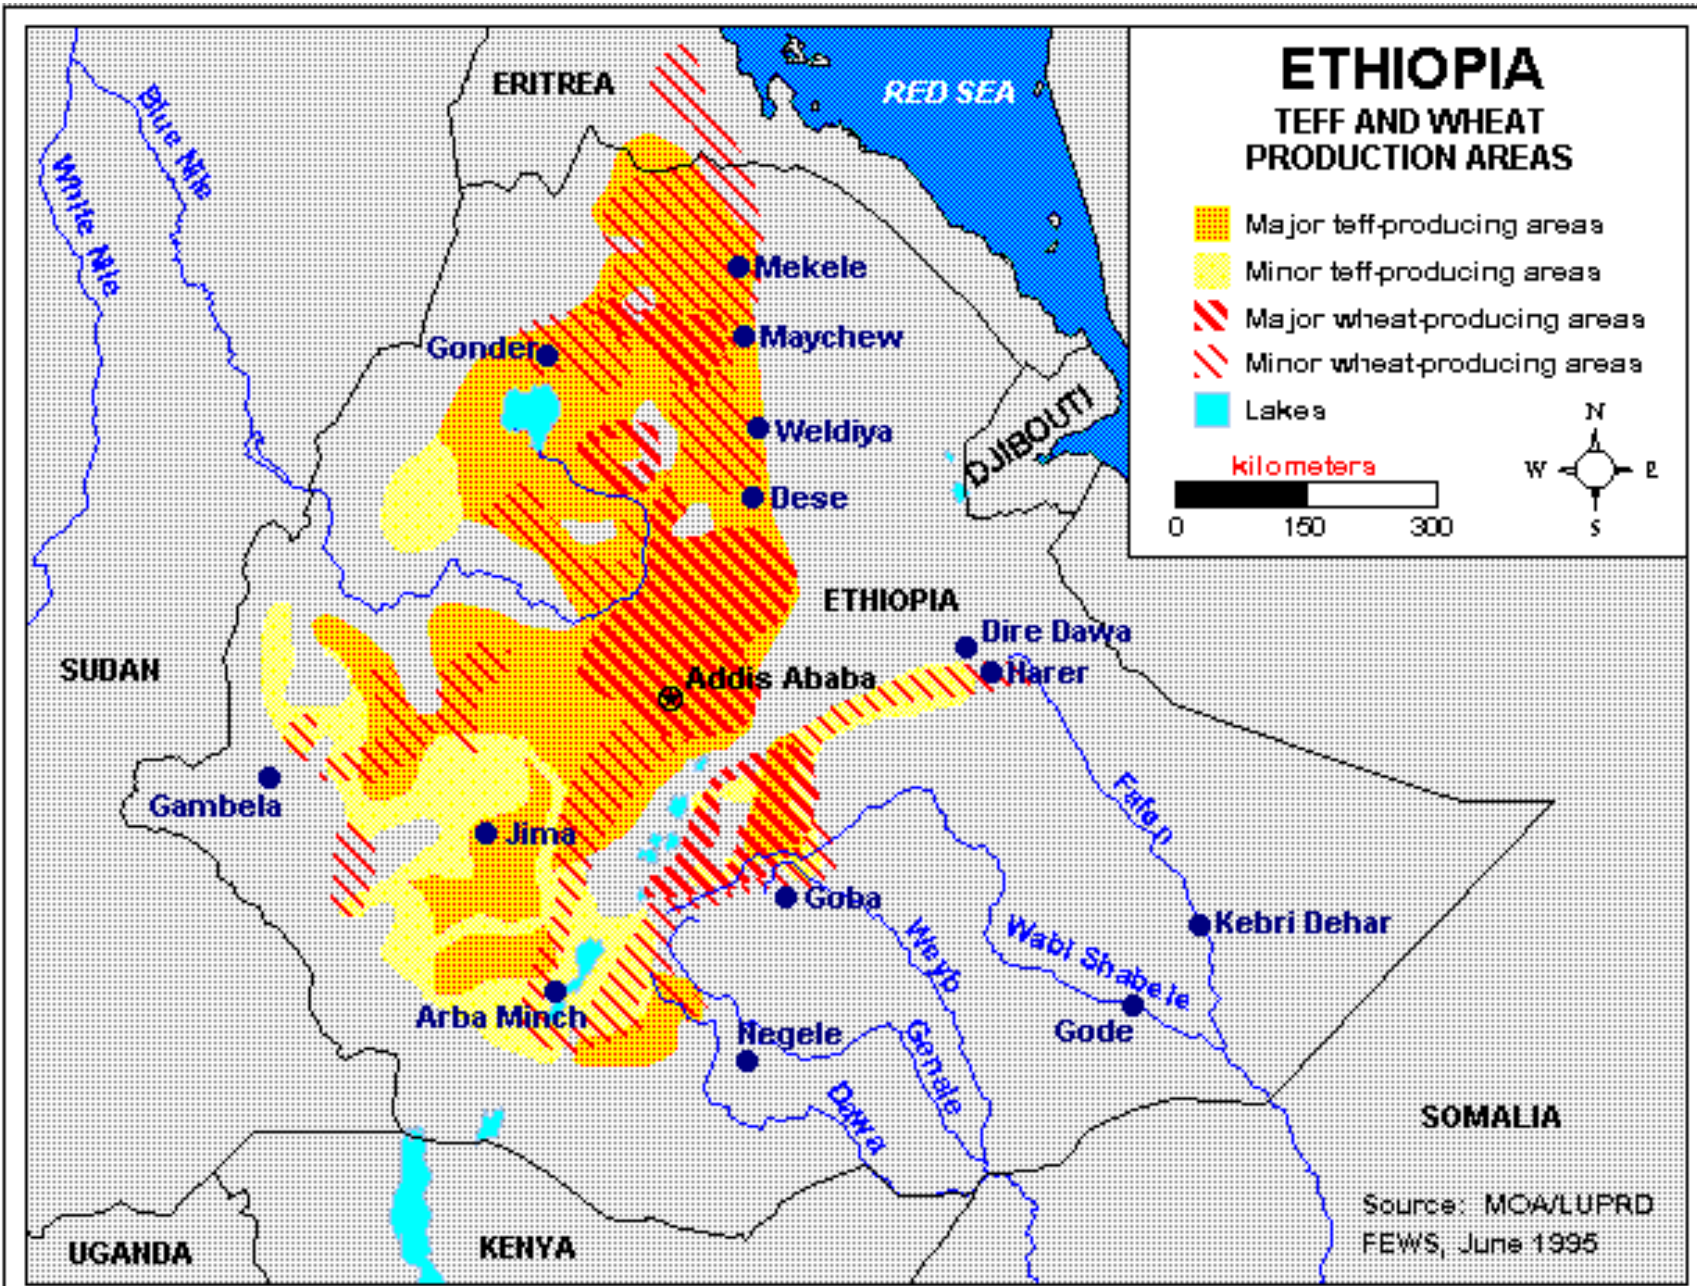 ETHIOPIA
TEFF AND WHEAT
PRODUCTION AREAS
Major teff-producing areas
Minor teff-producing areas
Major wheat-producing areas
Minor wheat-producing areas
Lakes
kilometers
0 150 300
N
W E
S
ERITREA
RED SEA
Blue Nile
White Nile
Mekele
Maychew
Gonder
Weldiya
DJIBOUTI
Dese
ETHIOPIA
Dire Dawa
SUDAN
Harer
Addis Ababa
Gambela
Jima
Fafen
Goba
Kebri Dehar
Weyb
Wabi Shabele
Arba Minch
Negele
Gode
Genale
Dawa
SOMALIA
UGANDA
KENYA
Source: MOA/LUPRD
FEWS, June 1995